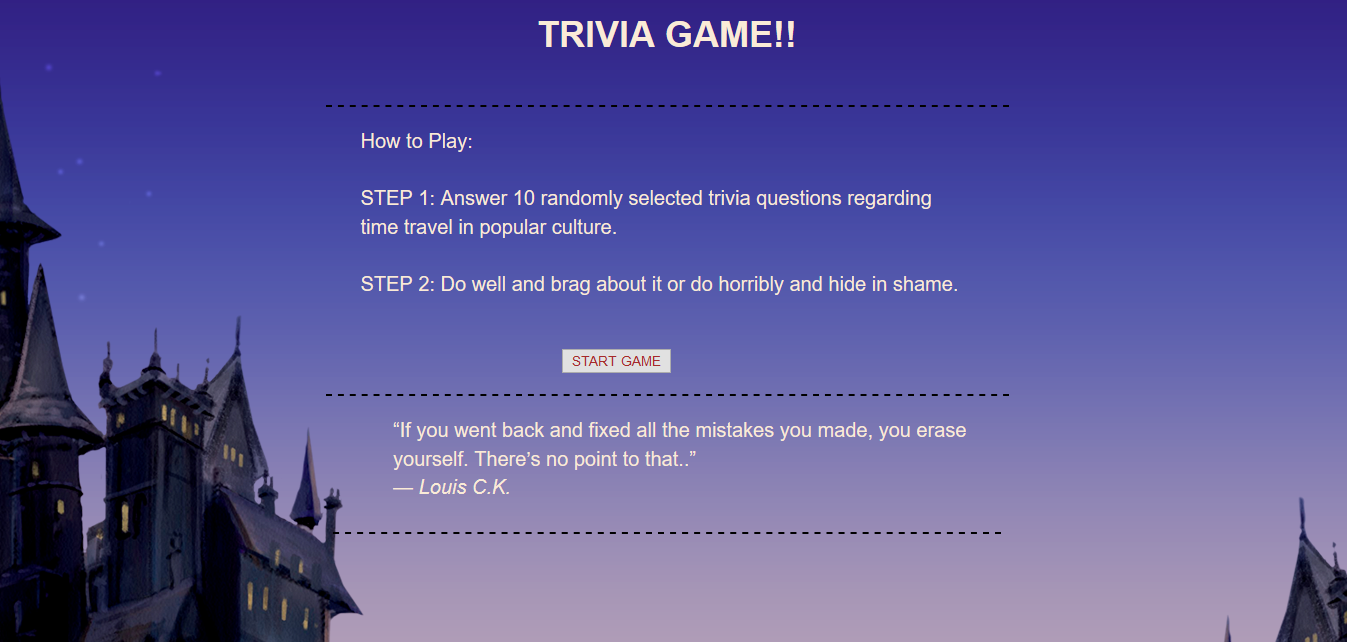 TRIVIA GAME!!
How to Play:
STEP 1: Answer 10 randomly selected trivia questions regarding
time travel in popular culture.
STEP 2: Do well and brag about it or do horribly and hide in shame.
START GAME
“If you went back and fixed all the mistakes you made, you erase
yourself. There’s no point to that..”
— Louis C.K.